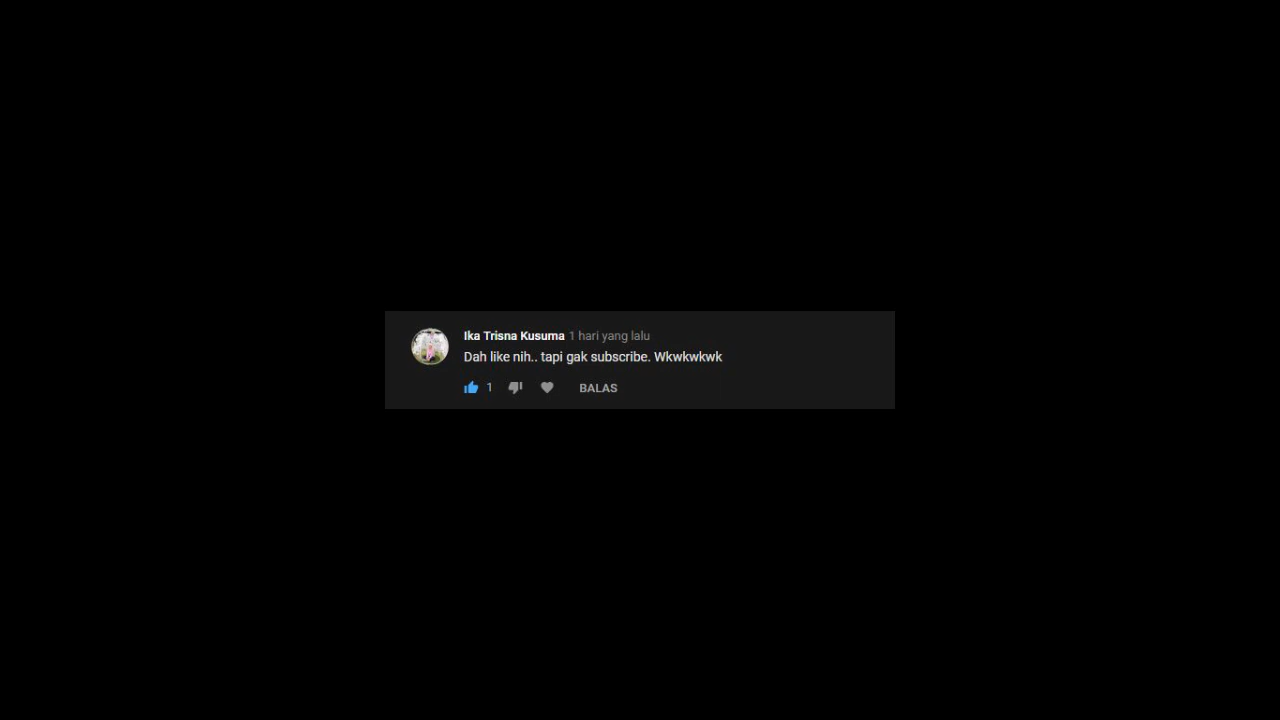 Ika Trisna Kusuma 1 hari yang lalu
Dah like nih.. tapi gak subscribe. Wkwkwkwk
1 BALAS